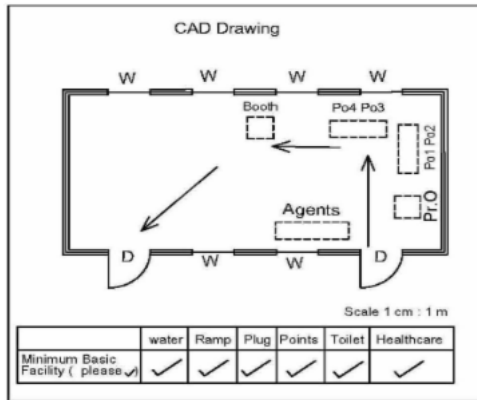 CAD Drawing
W W W W
Booth Po4 Po3
Po1 Po2
Pr.O
Agents
D W W D
Scale 1 cm : 1 m
water Ramp Plug Points Toilet Healthcare
Minimum Basic
Facility ( please ✓) ✓ ✓ ✓ ✓ ✓ ✓